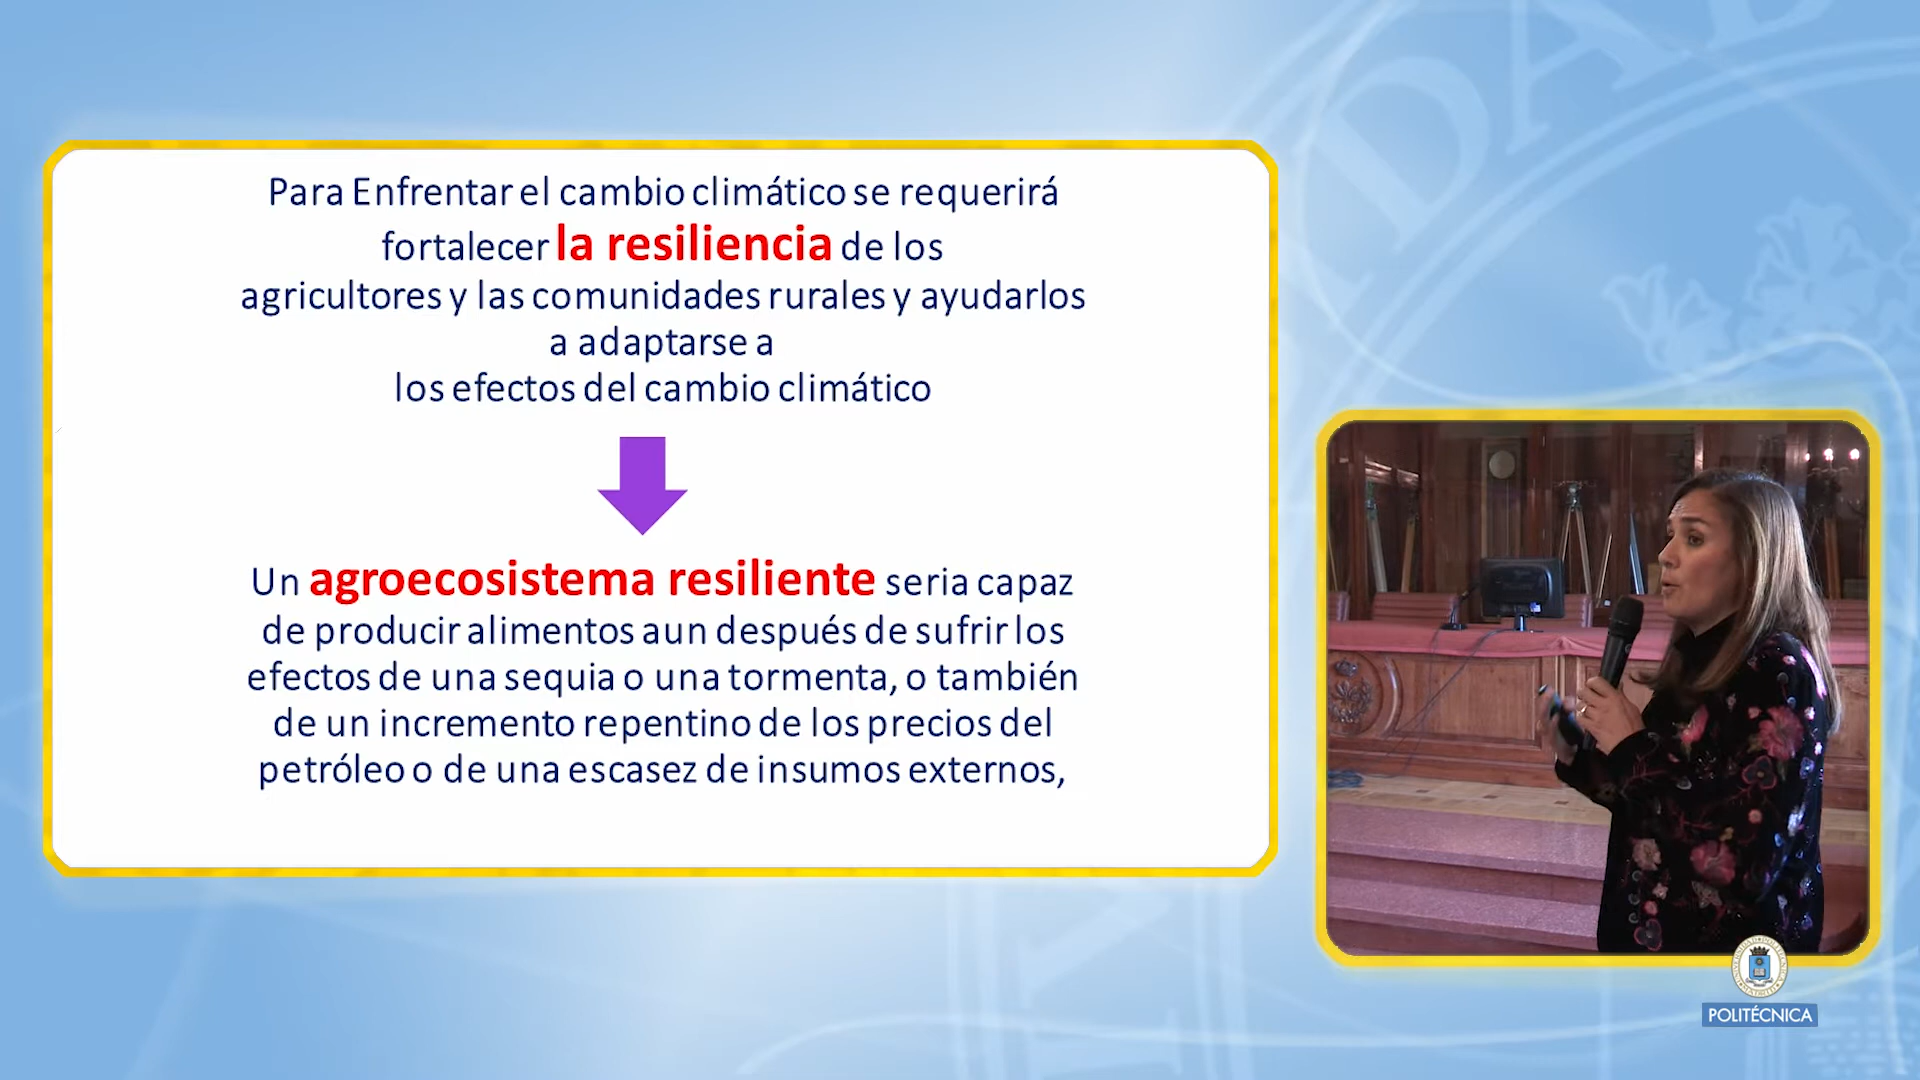 Para Enfrentar el cambio climático se requerirá
fortalecer la resiliencia de los
agricultores y las comunidades rurales y ayudarlos
a adaptarse a
los efectos del cambio climático
Un agroecosistema resiliente seria capaz
de producir alimentos aun después de sufrir los
efectos de una sequia o una tormenta, o también
de un incremento repentino de los precios del
petróleo o de una escasez de insumos externos,
POLITÉCNICA